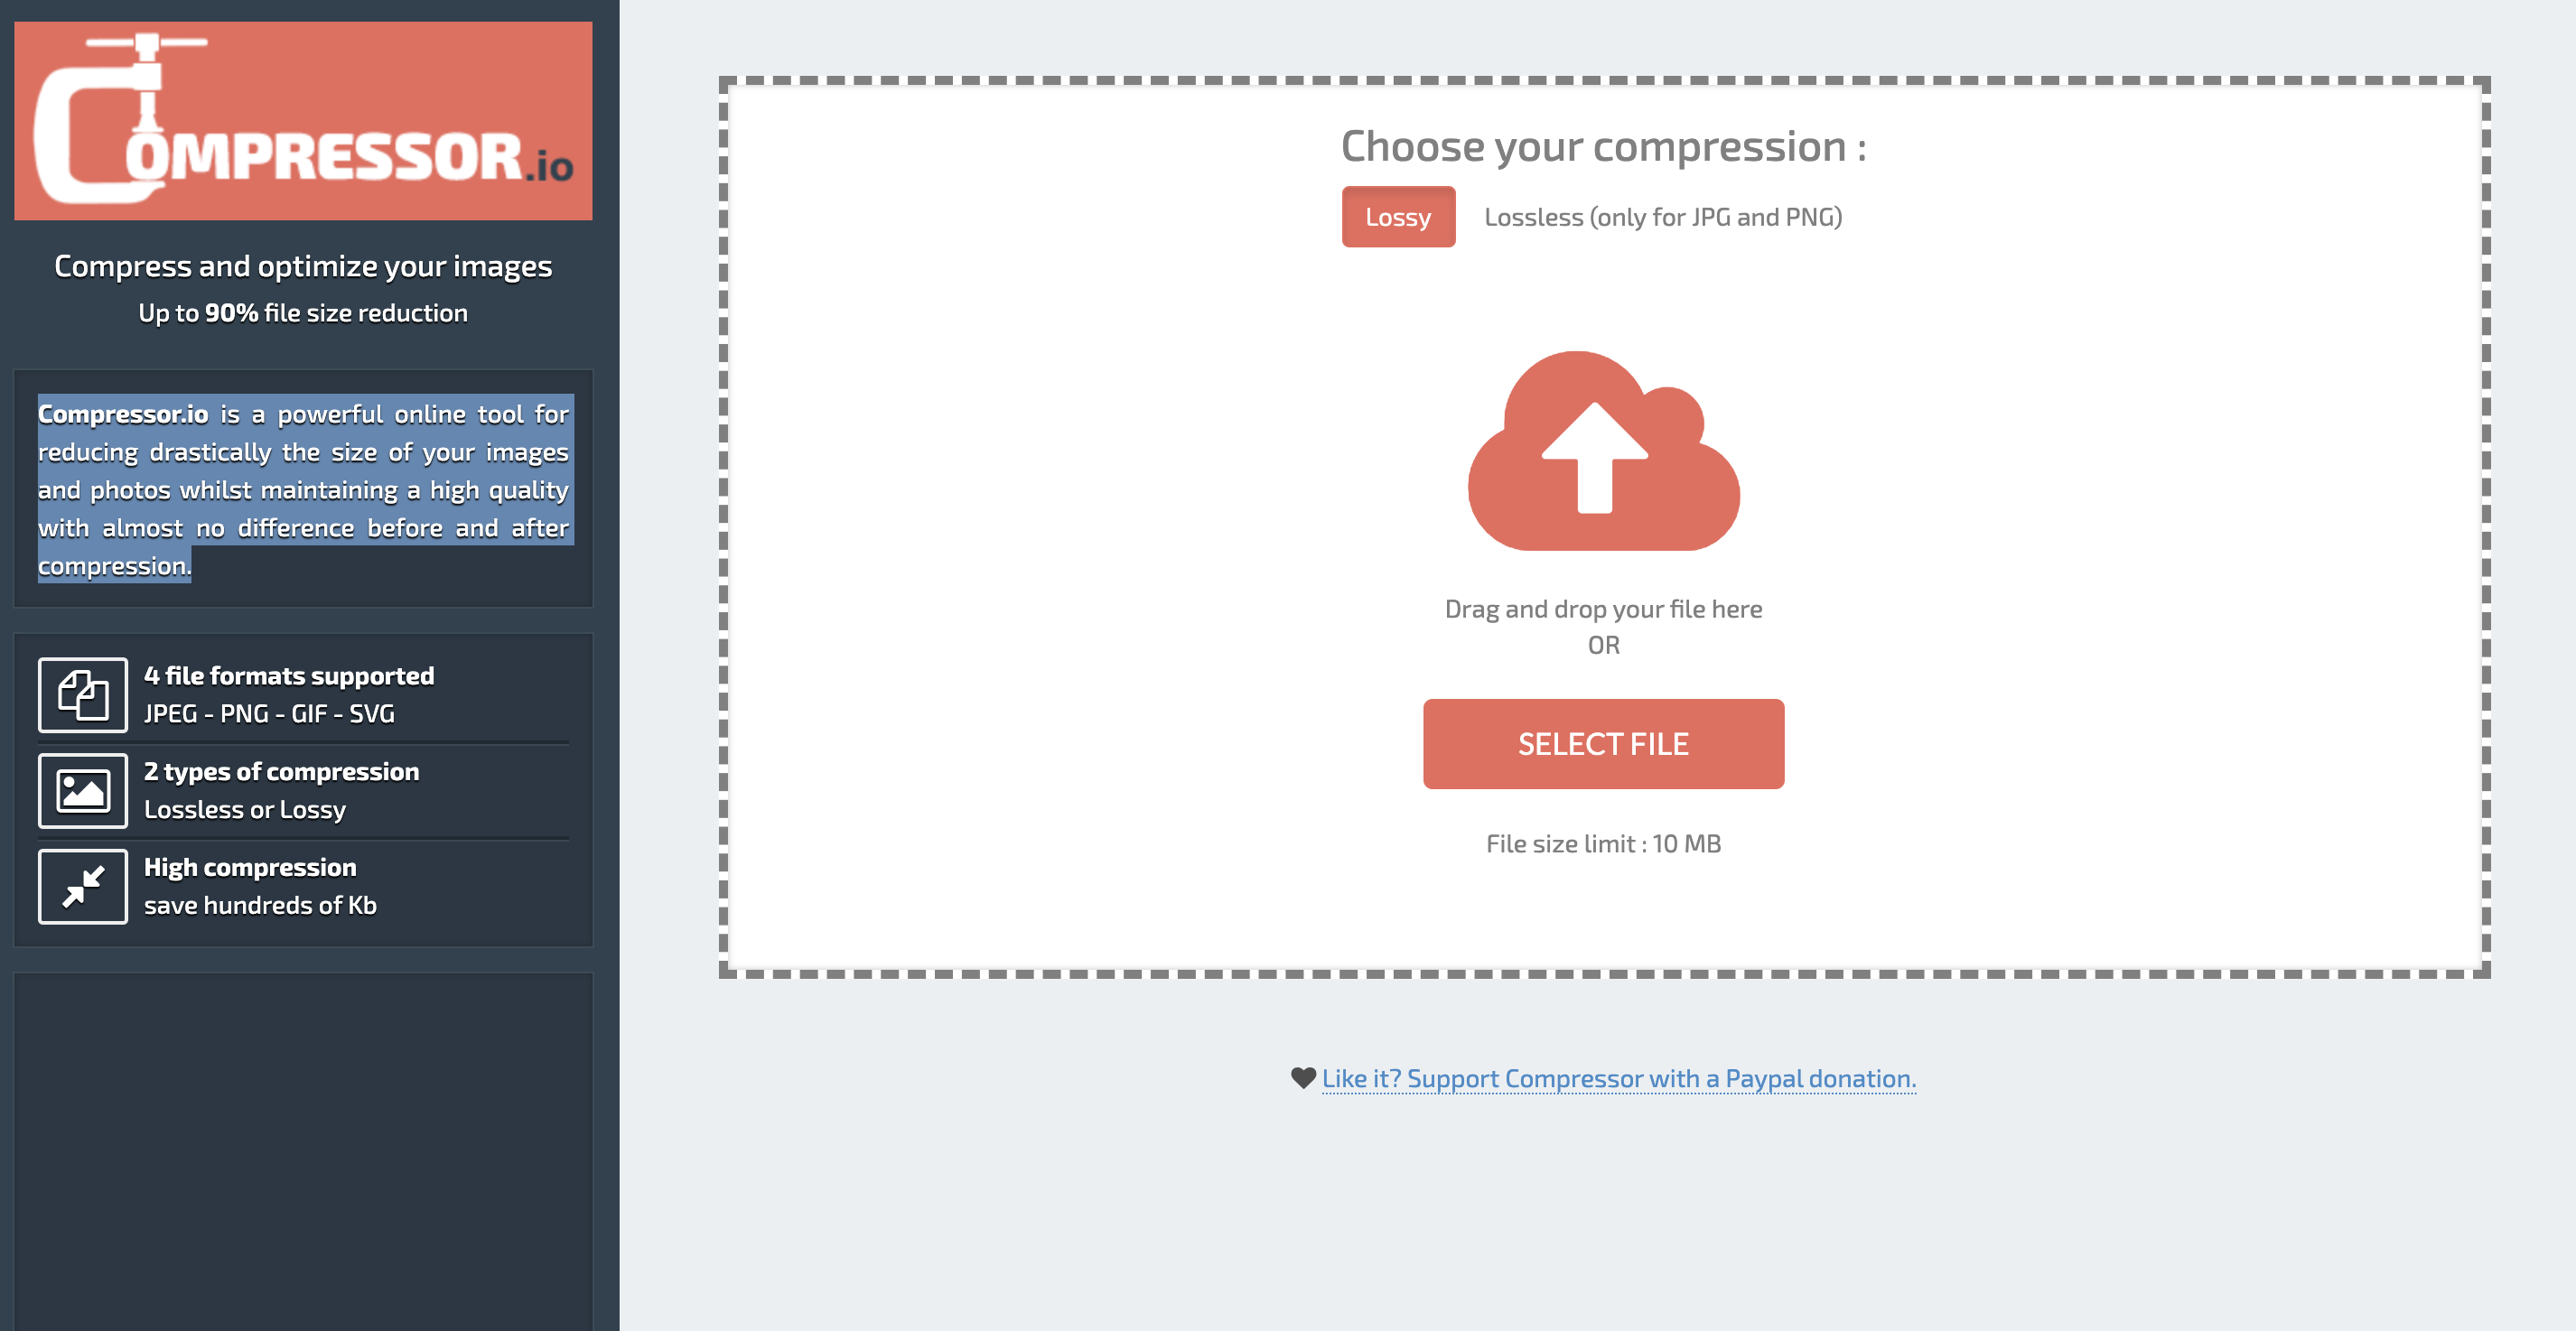 COMPRESSOR.io
Compress and optimize your images
Up to 90% file size reduction
Compressor.io is a powerful online tool for
reducing drastically the size of your images
and photos whilst maintaining a high quality
with almost no difference before and after
compression.
4 file formats supported
JPEG - PNG - GIF - SVG
2 types of compression
Lossless or Lossy
High compression
save hundreds of Kb
Choose your compression :
Lossy Lossless (only for JPG and PNG)
Drag and drop your file here
OR
SELECT FILE
File size limit : 10 MB
Like it? Support Compressor with a Paypal donation.